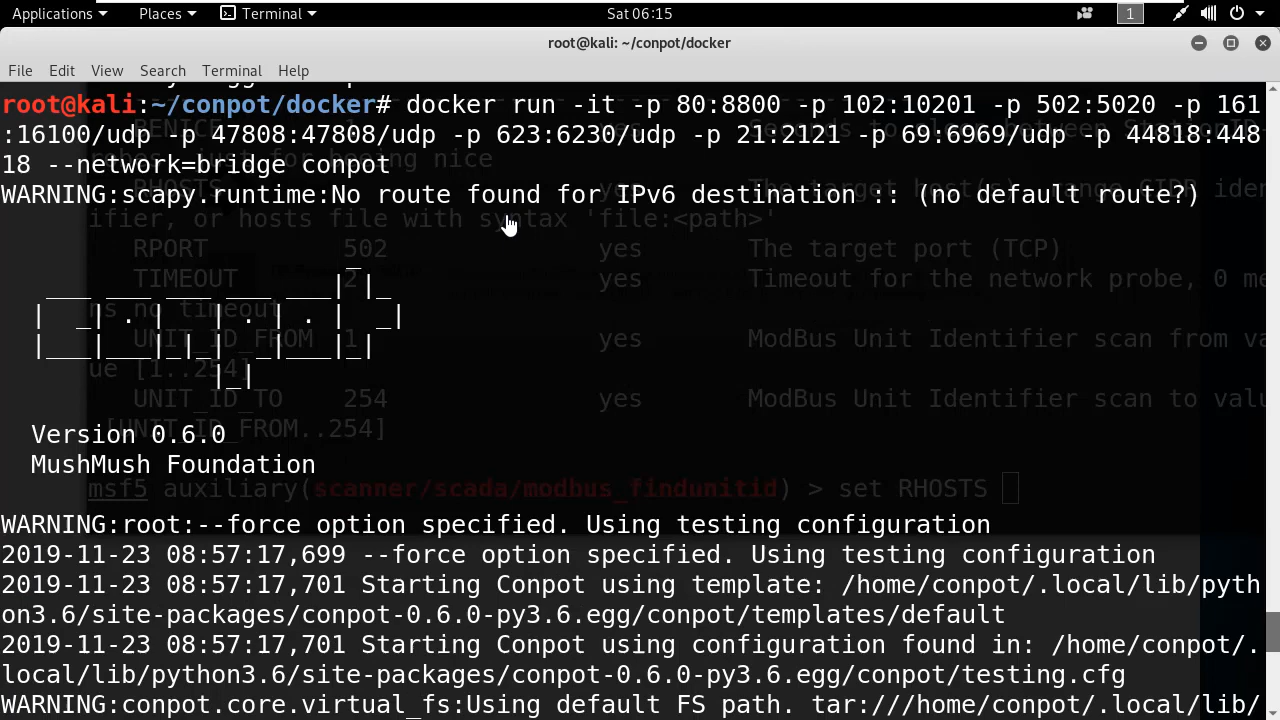 Applications Places Terminal Sat 06:15 1
root@kali: ~/conpot/docker
File Edit View Search Terminal Help
root@kali:~/conpot/docker# docker run -it -p 80:8800 -p 102:10201 -p 502:5020 -p 161
:16100/udp -p 47808:47808/udp -p 623:6230/udp -p 21:2121 -p 69:6969/udp -p 44818:448
18 --network=bridge conpot
WARNING:scapy.runtime:No route found for IPv6 destination :: (no default route?)
ifier, or hosts file with syntax 'file:<path>'
RPORT 502 yes The target port (TCP)
TIMEOUT 2 yes Timeout for the network probe, 0 me
ns no timeout
UNIT_ID_FROM 1 yes ModBus Unit Identifier scan from va
ue [1..254]
UNIT_ID_TO 254 yes ModBus Unit Identifier scan to valu
[UNIT_ID_FROM..254]
Version 0.6.0
MushMush Foundation
msf5 auxiliary(scanner/scada/modbus_findunitid) > set RHOSTS
WARNING:root:--force option specified. Using testing configuration
2019-11-23 08:57:17,699 --force option specified. Using testing configuration
2019-11-23 08:57:17,701 Starting Conpot using template: /home/conpot/.local/lib/pyth
on3.6/site-packages/conpot-0.6.0-py3.6.egg/conpot/templates/default
2019-11-23 08:57:17,701 Starting Conpot using configuration found in: /home/conpot/.
local/lib/python3.6/site-packages/conpot-0.6.0-py3.6.egg/conpot/testing.cfg
WARNING:conpot.core.virtual_fs:Using default FS path. tar:///home/conpot/.local/lib/